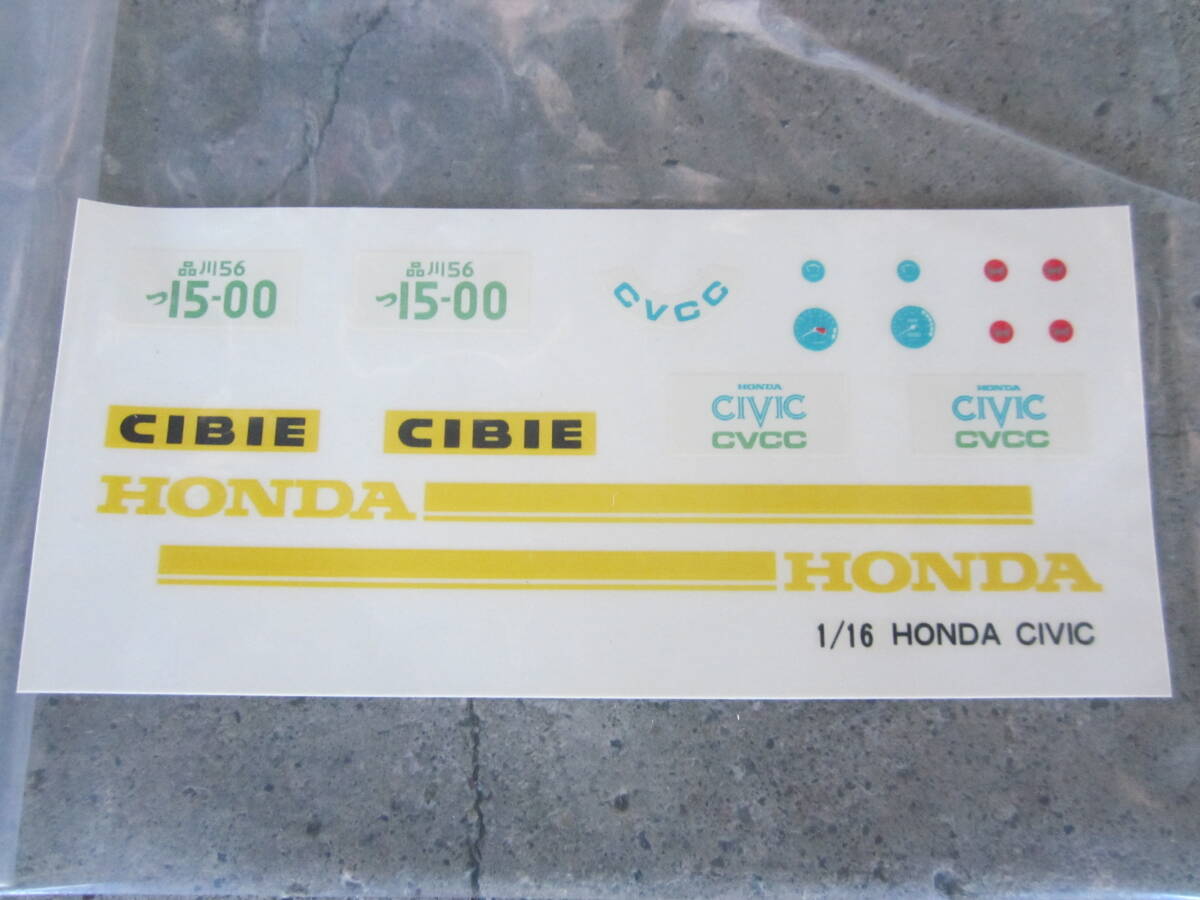 品川56
つ15-00
品川56
つ15-00
CVCC
HONDA
CIVIC
CVCC
HONDA
CIVIC
CVCC
CIBIE
CIBIE
HONDA
HONDA
1/16 HONDA CIVIC